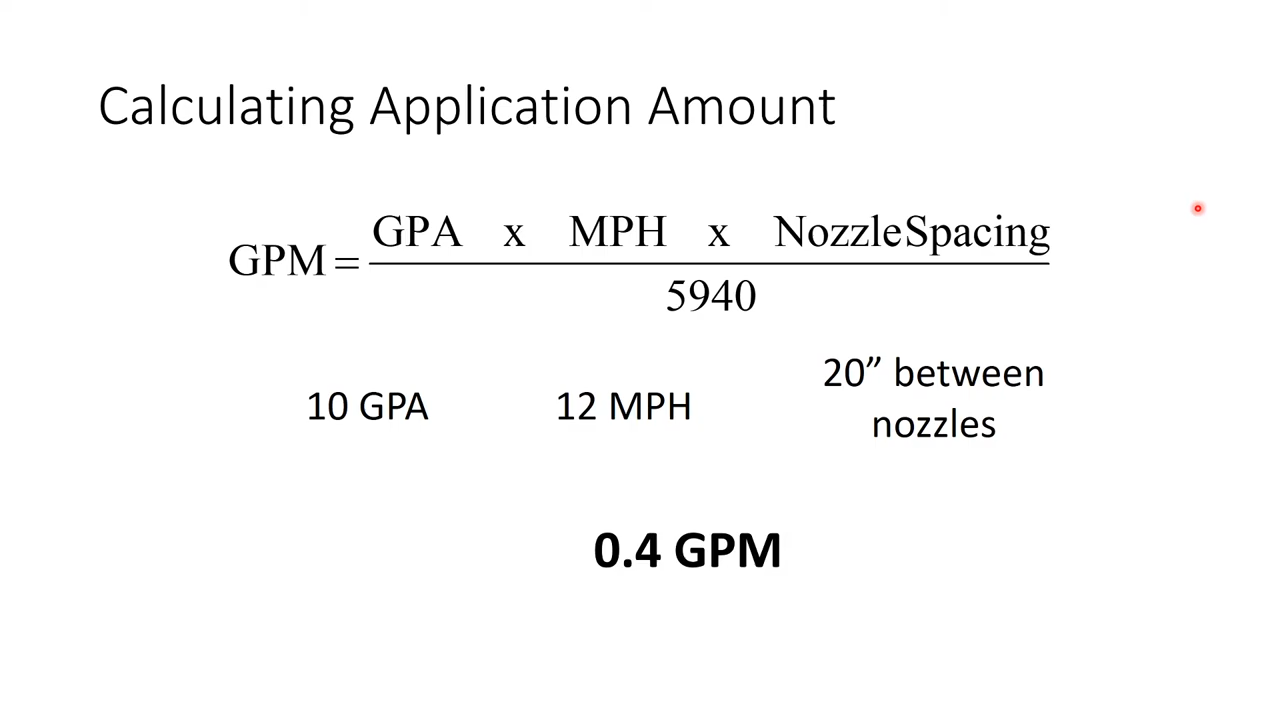 Calculating Application Amount
GPM = GPA x MPH x NozzleSpacing
5940
10 GPA 12 MPH 20” between
nozzles
0.4 GPM